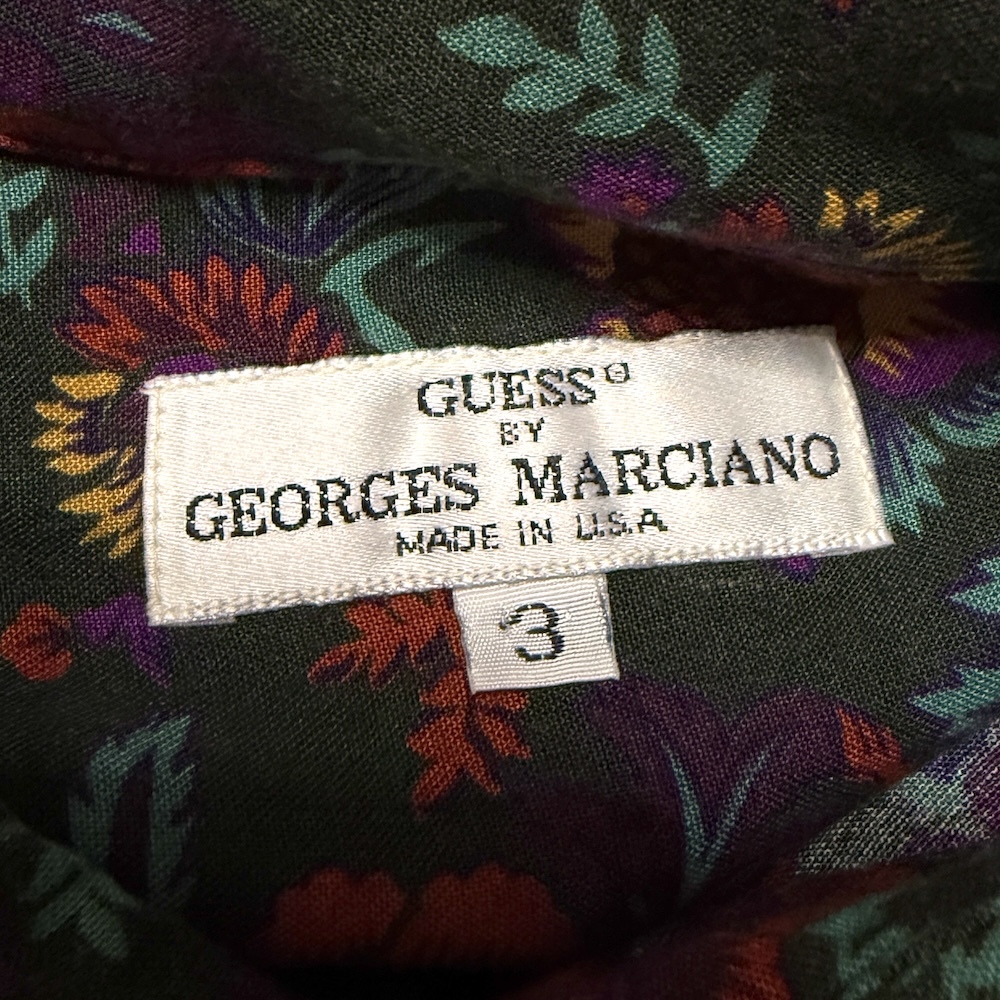 GUESS®
BY
GEORGES MARCIANO
MADE IN U.S.A
3